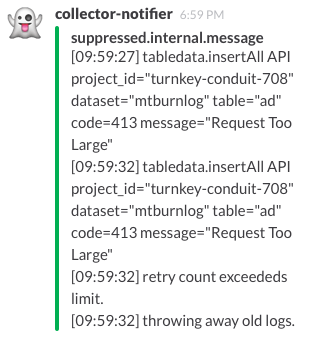 collector-notifier 6:59 PM
suppressed.internal.message
[09:59:27] tabledata.insertAll API
project_id="turnkey-conduit-708"
dataset="mtburnlog" table="ad"
code=413 message="Request Too
Large"
[09:59:32] tabledata.insertAll API
project_id="turnkey-conduit-708"
dataset="mtburnlog" table="ad"
code=413 message="Request Too
Large"
[09:59:32] retry count exceededs
limit.
[09:59:32] throwing away old logs.